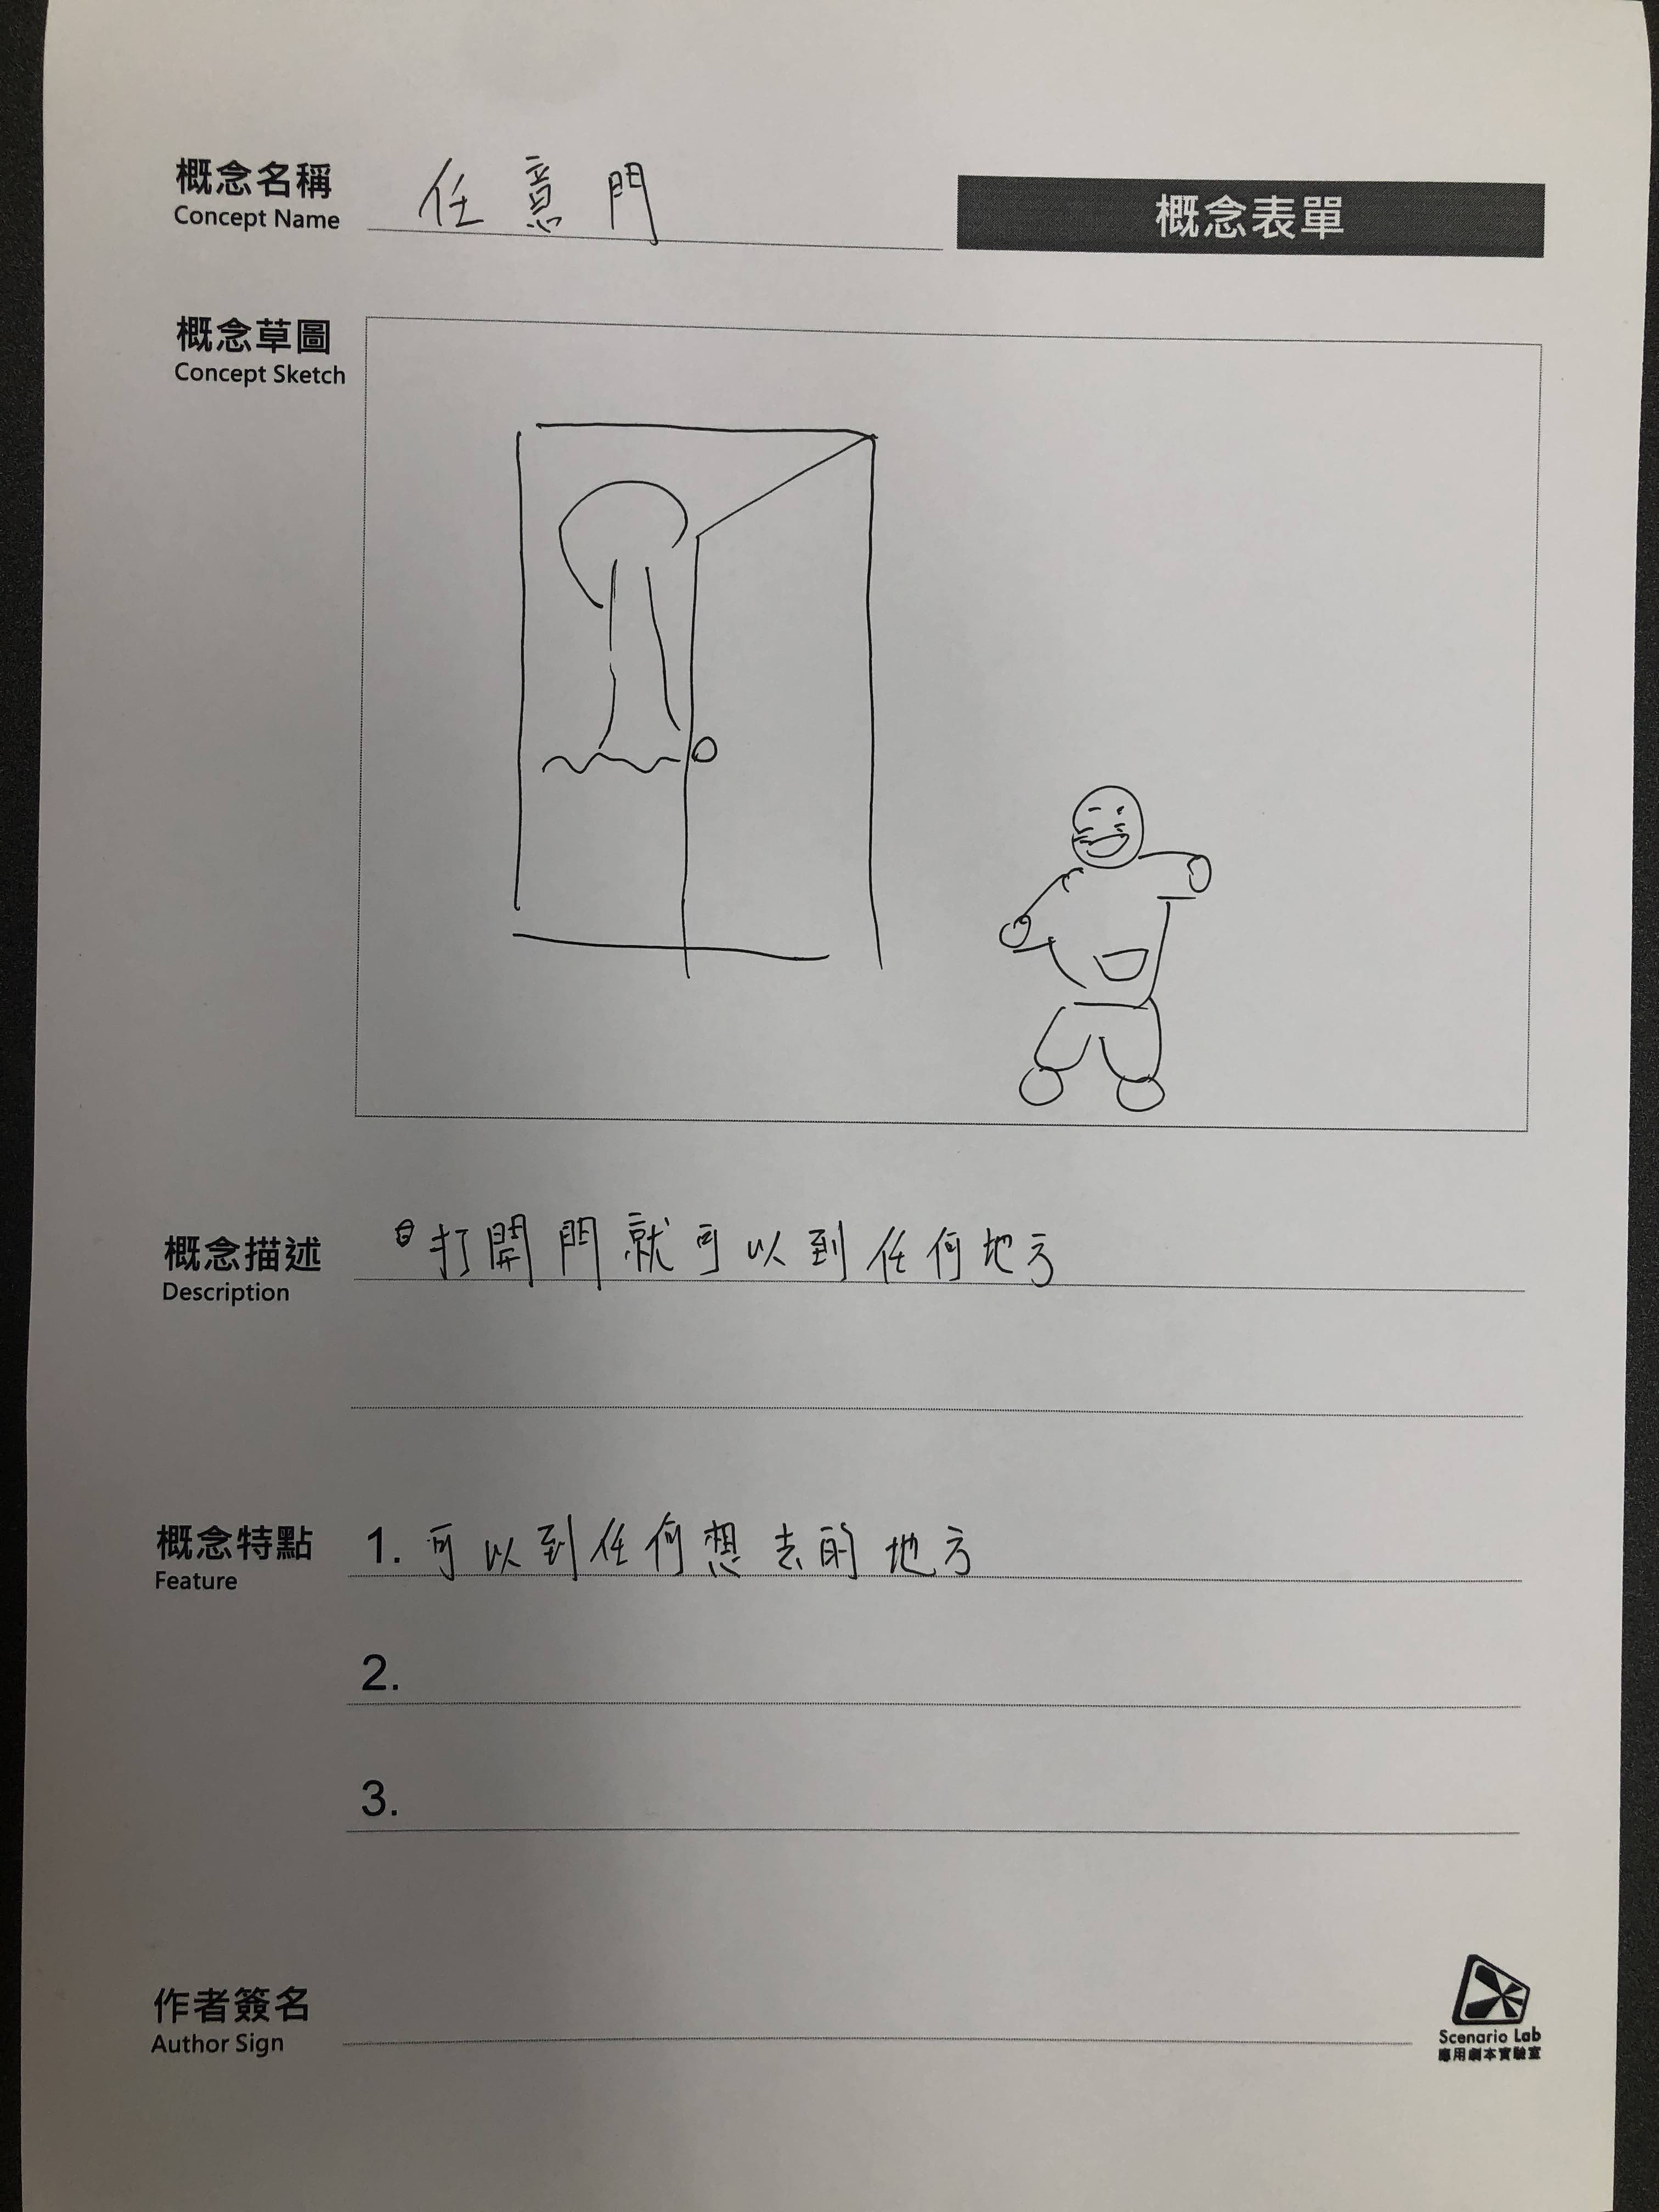 概念名稱 任意門
Concept Name
概念表單
概念草圖
Concept Sketch
概念描述 打開門就可以到任何地方
Description
概念特點 1. 可以到任何想去的地方
Feature
2.
3.
作者簽名
Author Sign
Scenario Lab
應用劇本實驗室